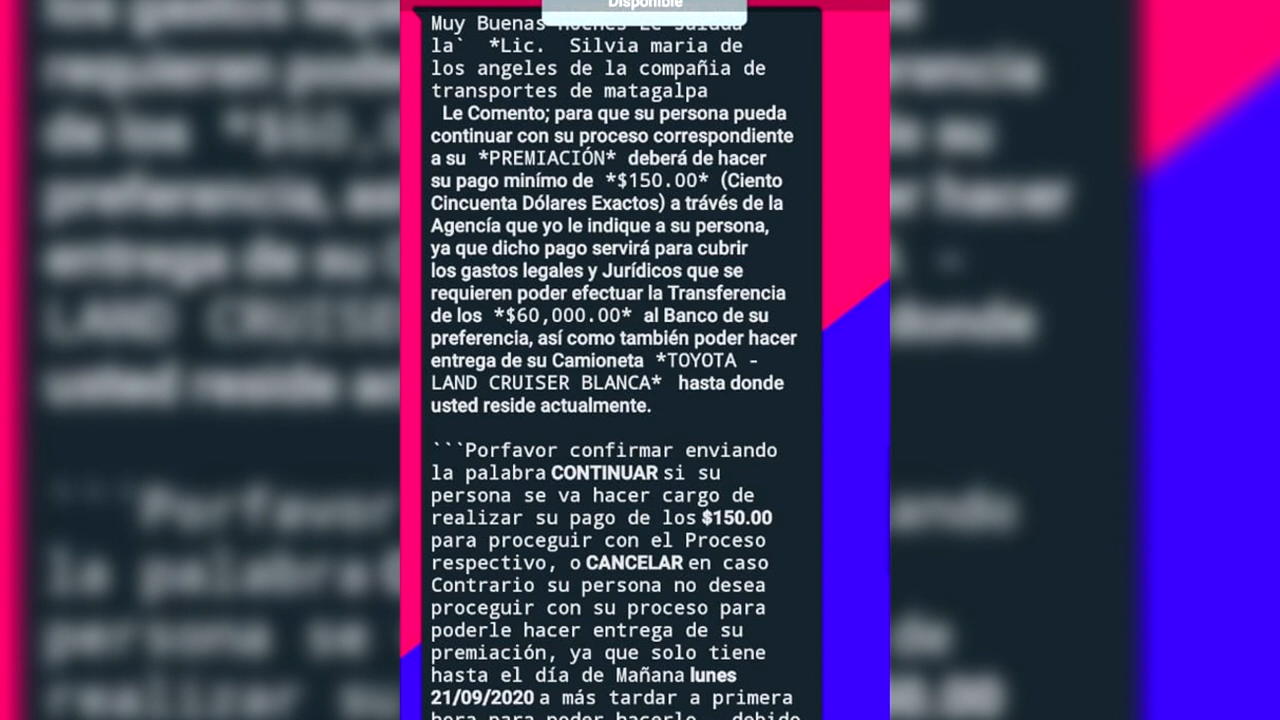 Disponible
Muy Buenas noches Le saluda
la` *Lic. Silvia maria de
los angeles de la compañia de
transportes de matagalpa
Le Comento; para que su persona pueda
continuar con su proceso correspondiente
a su *PREMIACIÓN* deberá de hacer
su pago minímo de *$150.00* (Ciento
Cincuenta Dólares Exactos) a trávés de la
Agencía que yo le indique a su persona,
ya que dicho pago servirá para cubrir
los gastos legales y Jurídicos que se
requieren poder efectuar la Transferencia
de los *$60,000.00* al Banco de su
preferencia, así como también poder hacer
entrega de su Camioneta *TOYOTA -
LAND CRUISER BLANCA* hasta donde
usted reside actualmente.
```Porfavor confirmar enviando
la palabra CONTINUAR si su
persona se va hacer cargo de
realizar su pago de los $150.00
para proceguir con el Proceso
respectivo, o CANCELAR en caso
Contrario su persona no desea
proceguir con su proceso para
poderle hacer entrega de su
premiación, ya que solo tiene
hasta el día de Mañana lunes
21/09/2020 a más tardar a primera
hora para poder hacerlo, debido